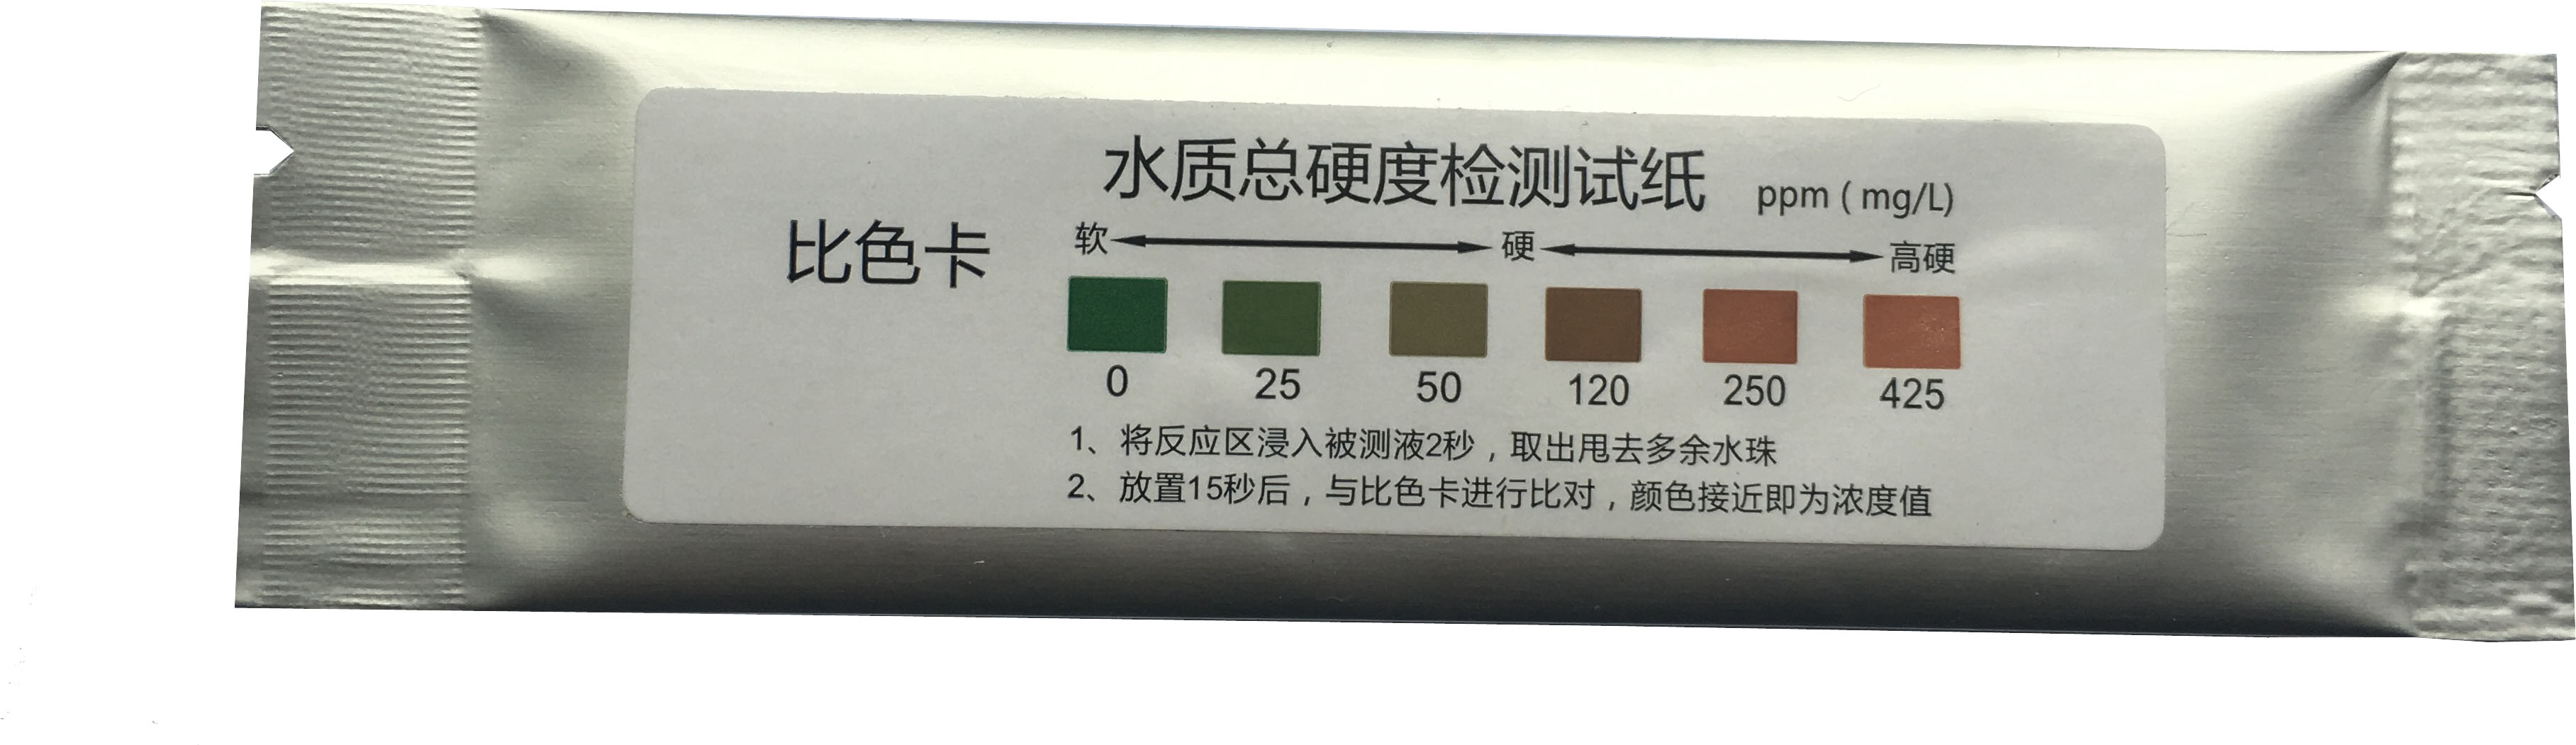 水质总硬度检测试纸 ppm ( mg/L)
比色卡
软 硬 高硬
0 25 50 120 250 425
1、将反应区浸入被测液2秒，取出甩去多余水珠
2、放置15秒后，与比色卡进行比对，颜色接近即为浓度值